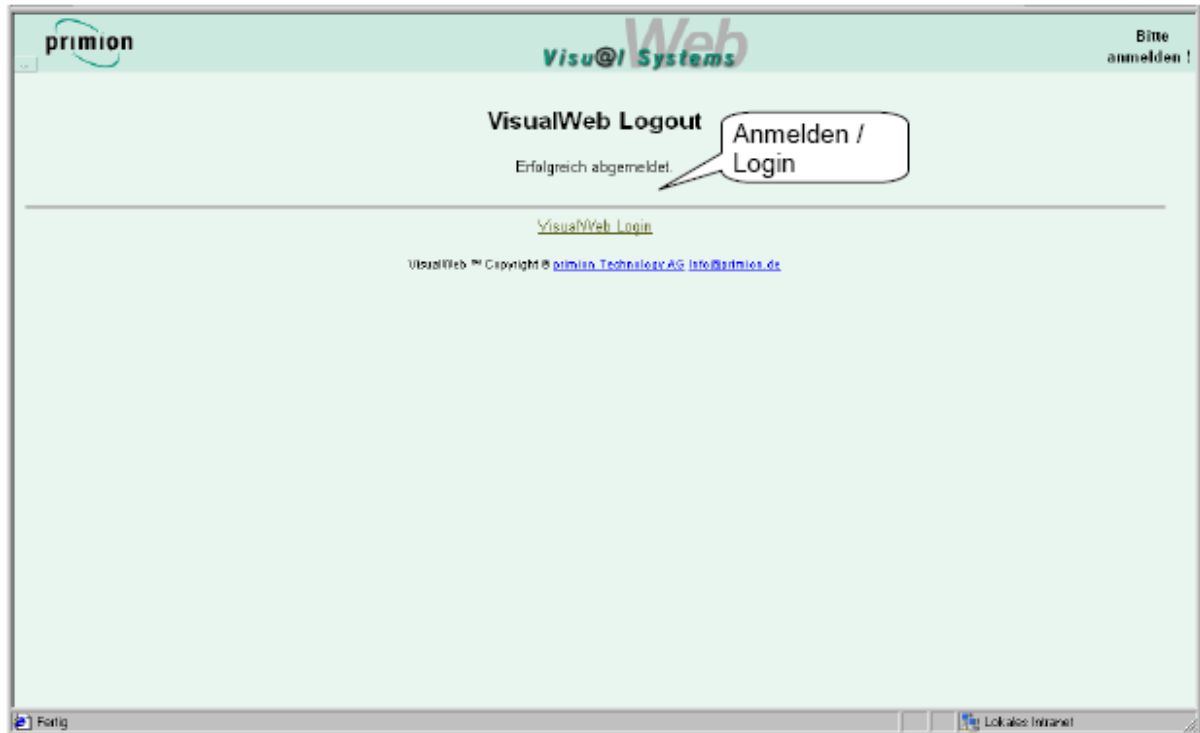 primion
Web
Visu@l Systems
Bitte
anmelden !
VisualWeb Logout
Anmelden /
Login
Erfolgreich abgemeldet.
VisualWeb Login
VisualWeb ™ Copyright © primion Technology AG Info@primion.de
Fertig
Lokales Intranet